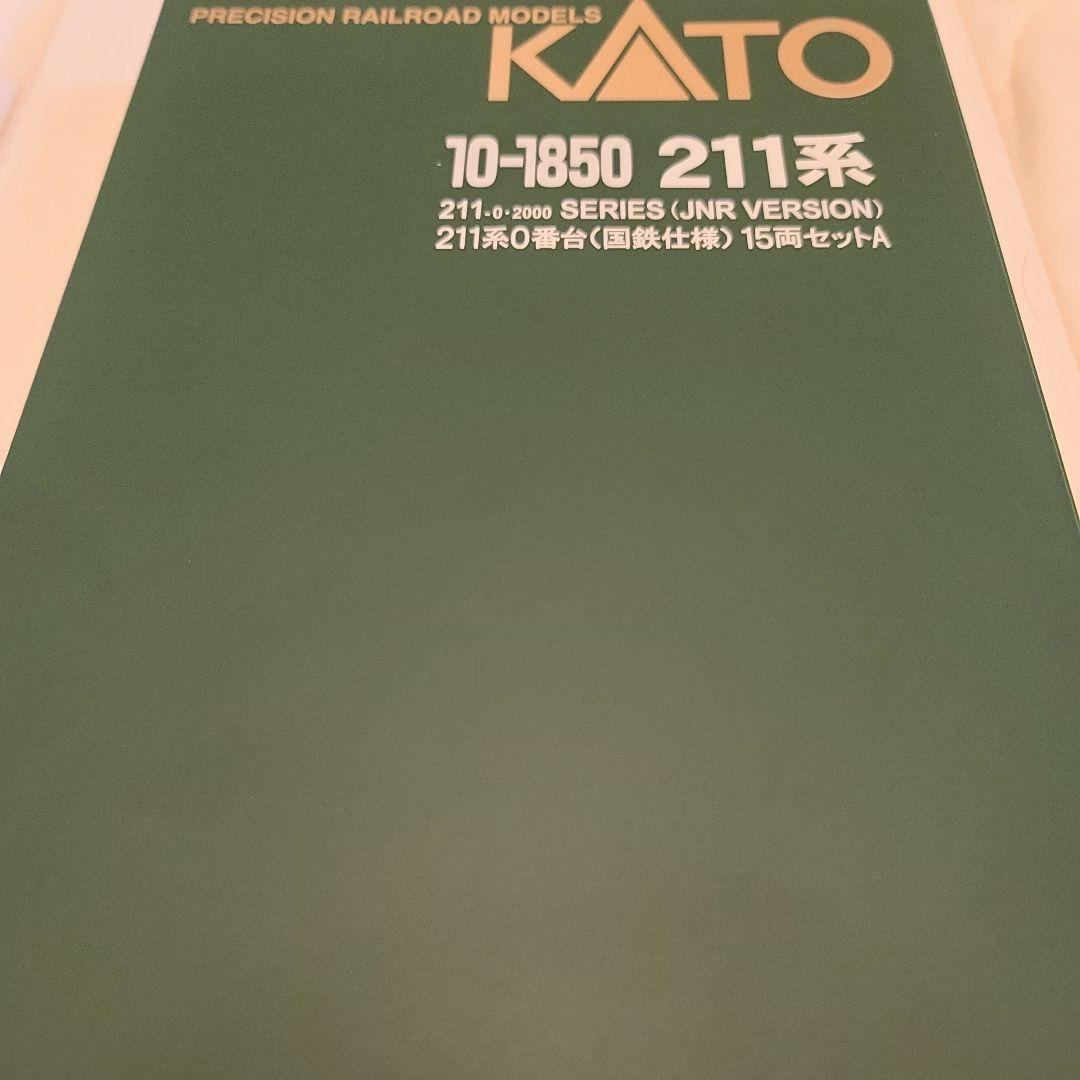 PRECISION RAILROAD MODELS
KATO
10-1850 211系
211-0・2000 SERIES (JNR VERSION)
211系0番台(国鉄仕様) 15両セットA